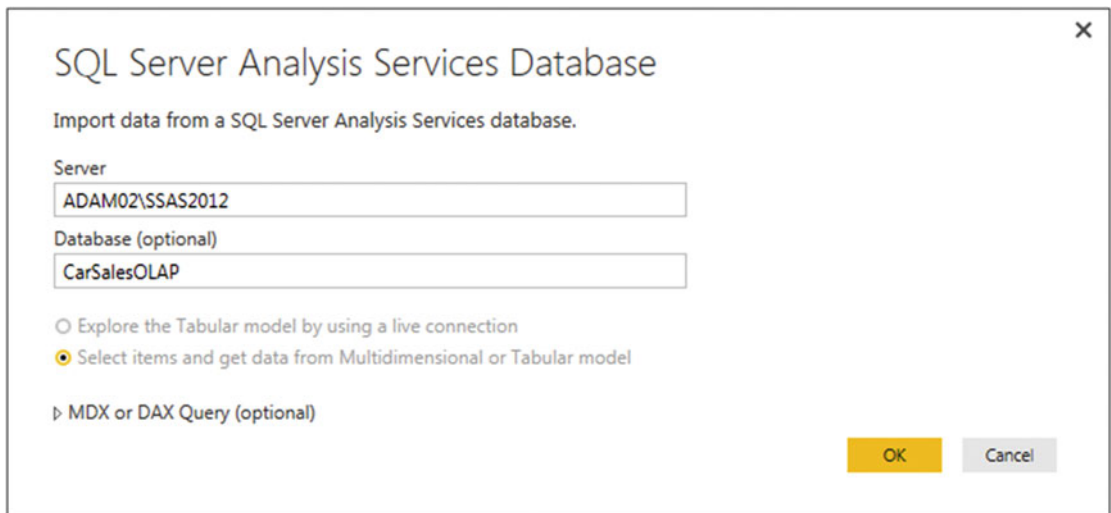 SQL Server Analysis Services Database
Import data from a SQL Server Analysis Services database.
Server
ADAM02\SSAS2012
Database (optional)
CarSalesOLAP
Explore the Tabular model by using a live connection
Select items and get data from Multidimensional or Tabular model
MDX or DAX Query (optional)
OK Cancel